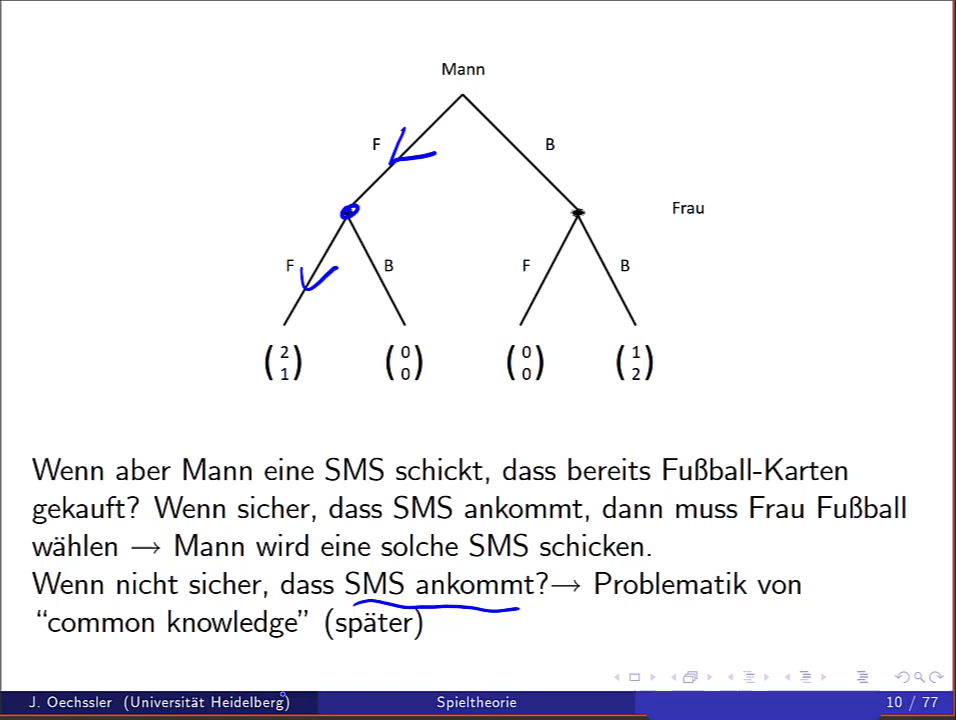 Mann
F
B
Frau
F
B
F
B
2
1
0
0
0
0
1
2
Wenn aber Mann eine SMS schickt, dass bereits Fußball-Karten
gekauft? Wenn sicher, dass SMS ankommt, dann muss Frau Fußball
wählen → Mann wird eine solche SMS schicken.
Wenn nicht sicher, dass SMS ankommt?→ Problematik von
“common knowledge” (später)
J. Oechssler (Universität Heidelberg)
Spieltheorie
10 / 77